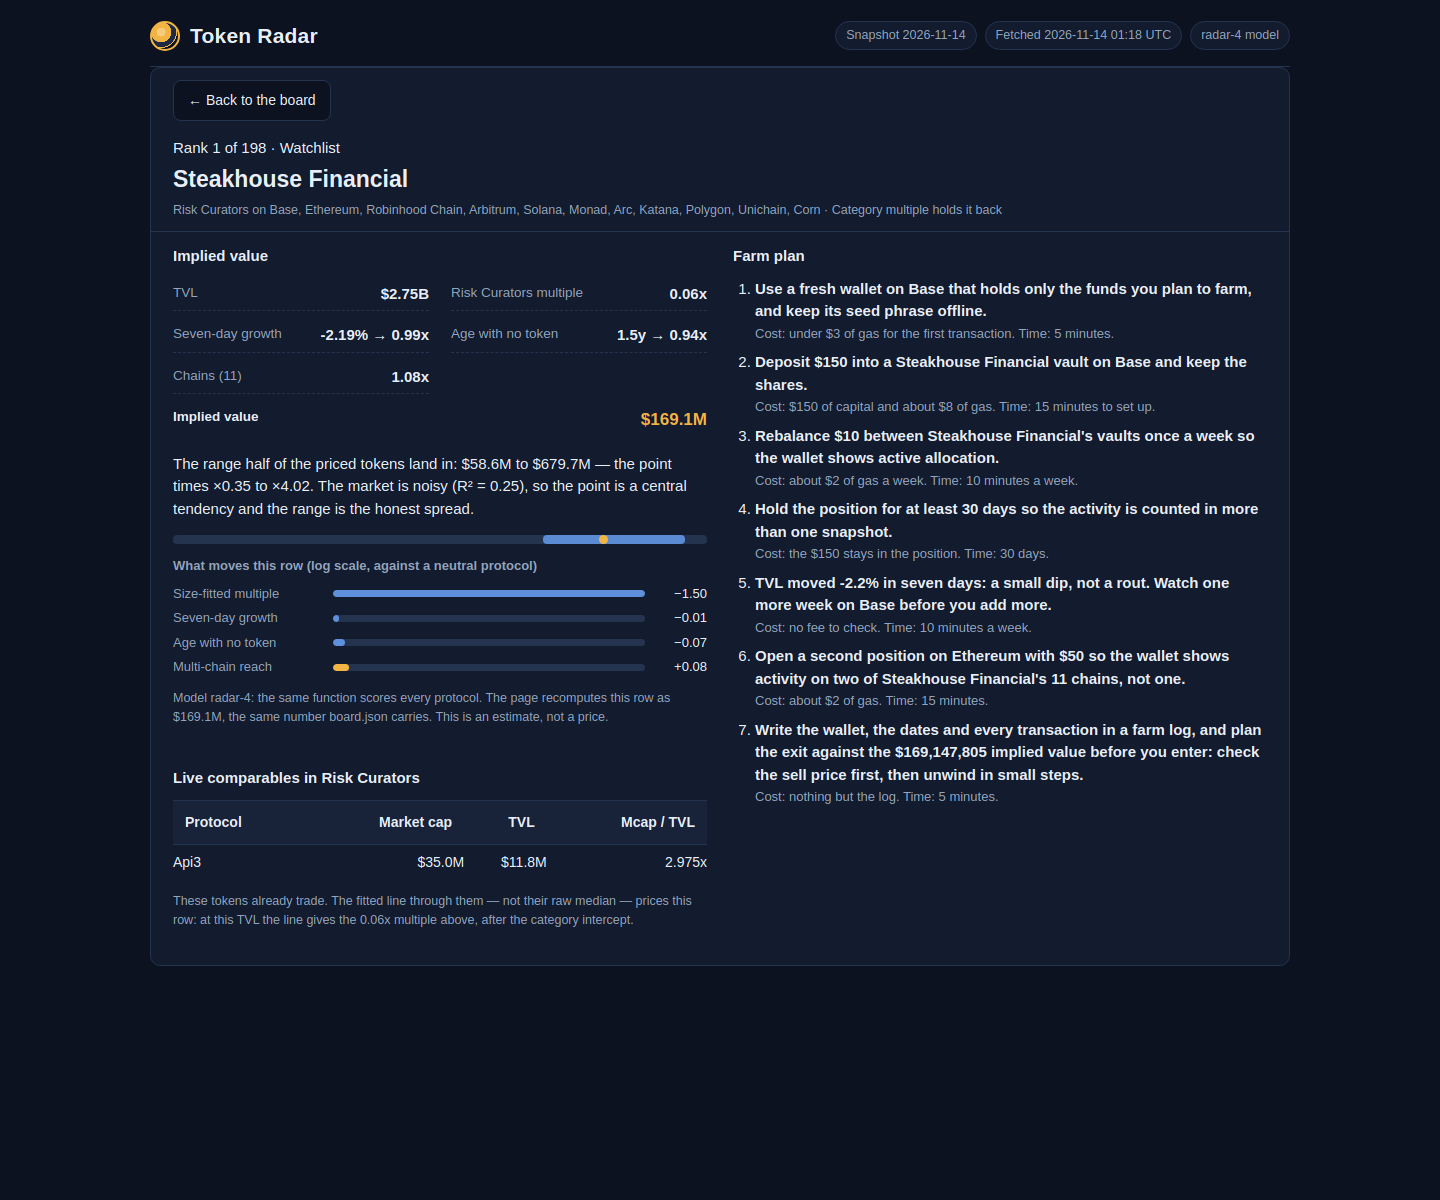 Token Radar
Snapshot 2026-11-14
Fetched 2026-11-14 01:18 UTC
radar-4 model
← Back to the board
Rank 1 of 198 · Watchlist
Steakhouse Financial
Risk Curators on Base, Ethereum, Robinhood Chain, Arbitrum, Solana, Monad, Arc, Katana, Polygon, Unichain, Corn · Category multiple holds it back
Implied value
TVL $2.75B
Risk Curators multiple 0.06x
Seven-day growth -2.19% → 0.99x
Age with no token 1.5y → 0.94x
Chains (11) 1.08x
Implied value $169.1M
The range half of the priced tokens land in: $58.6M to $679.7M — the point
times ×0.35 to ×4.02. The market is noisy (R² = 0.25), so the point is a central
tendency and the range is the honest spread.
What moves this row (log scale, against a neutral protocol)
Size-fitted multiple −1.50
Seven-day growth −0.01
Age with no token −0.07
Multi-chain reach +0.08
Model radar-4: the same function scores every protocol. The page recomputes this row as
$169.1M, the same number board.json carries. This is an estimate, not a price.
Live comparables in Risk Curators
Protocol Market cap TVL Mcap / TVL
Api3 $35.0M $11.8M 2.975x
These tokens already trade. The fitted line through them — not their raw median — prices this
row: at this TVL the line gives the 0.06x multiple above, after the category intercept.
Farm plan
1. Use a fresh wallet on Base that holds only the funds you plan to farm,
and keep its seed phrase offline.
Cost: under $3 of gas for the first transaction. Time: 5 minutes.
2. Deposit $150 into a Steakhouse Financial vault on Base and keep the
shares.
Cost: $150 of capital and about $8 of gas. Time: 15 minutes to set up.
3. Rebalance $10 between Steakhouse Financial's vaults once a week so
the wallet shows active allocation.
Cost: about $2 of gas a week. Time: 10 minutes a week.
4. Hold the position for at least 30 days so the activity is counted in more
than one snapshot.
Cost: the $150 stays in the position. Time: 30 days.
5. TVL moved -2.2% in seven days: a small dip, not a rout. Watch one
more week on Base before you add more.
Cost: no fee to check. Time: 10 minutes a week.
6. Open a second position on Ethereum with $50 so the wallet shows
activity on two of Steakhouse Financial's 11 chains, not one.
Cost: about $2 of gas. Time: 15 minutes.
7. Write the wallet, the dates and every transaction in a farm log, and plan
the exit against the $169,147,805 implied value before you enter: check
the sell price first, then unwind in small steps.
Cost: nothing but the log. Time: 5 minutes.